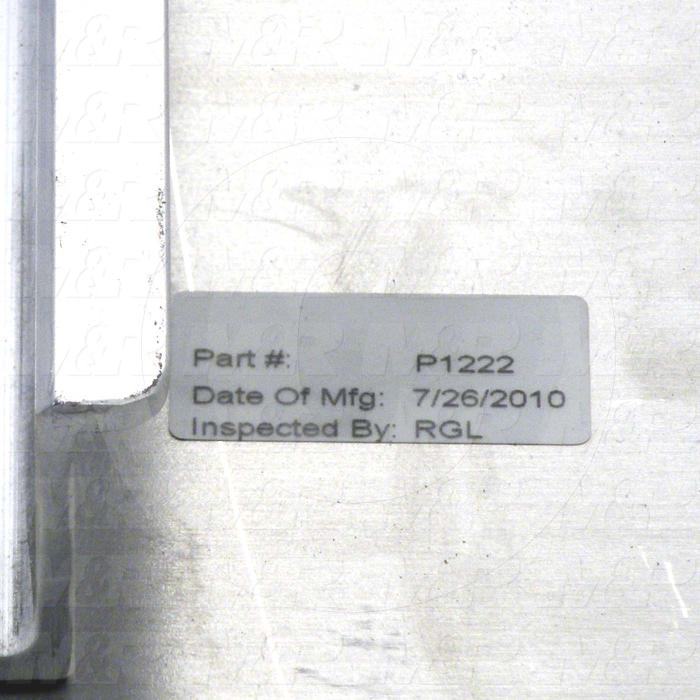 Part #: P1222
Date Of Mfg: 7/26/2010
Inspected By: RGL
M&R